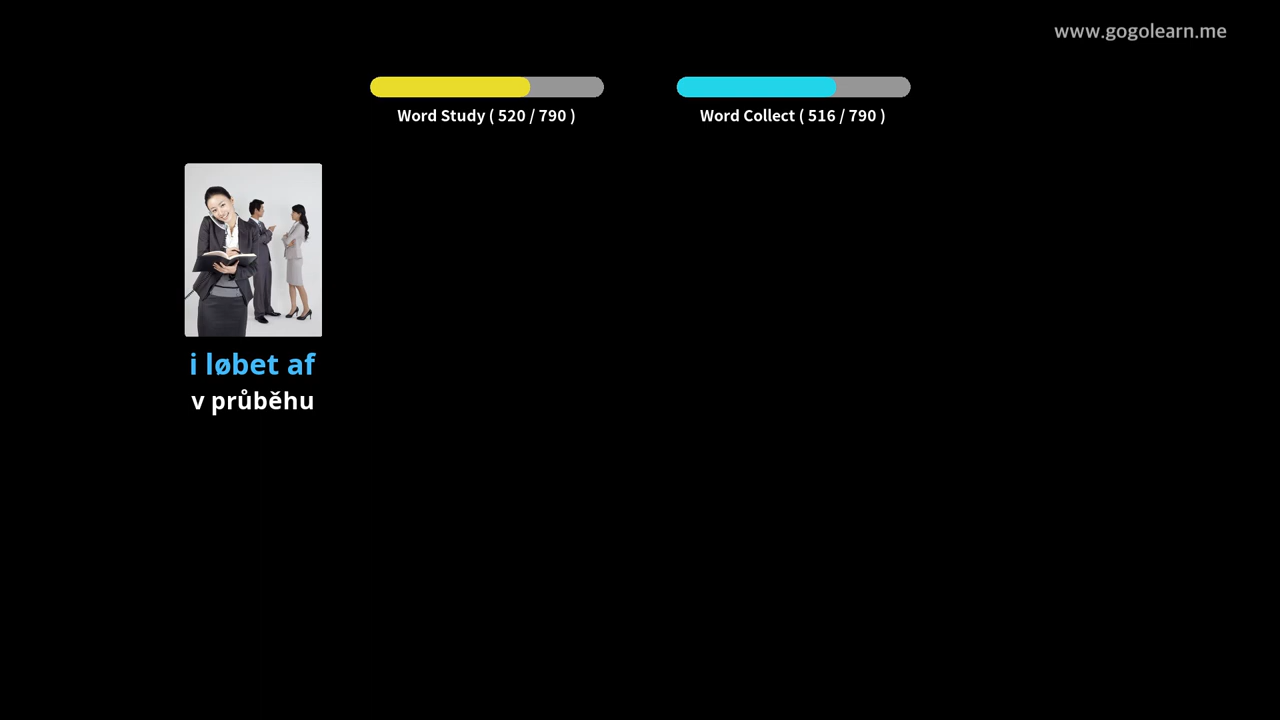 www.gogolearn.me
Word Study ( 520 / 790 )
Word Collect ( 516 / 790 )
i løbet af
v průběhu